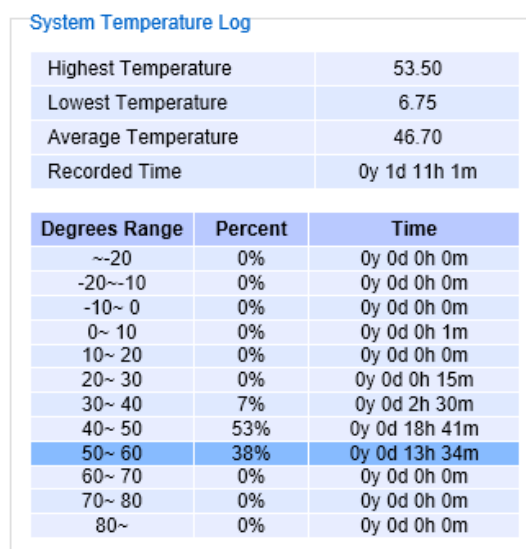 System Temperature Log
Highest Temperature 53.50
Lowest Temperature 6.75
Average Temperature 46.70
Recorded Time 0y 1d 11h 1m
Degrees Range Percent Time
~-20 0% 0y 0d 0h 0m
-20~-10 0% 0y 0d 0h 0m
-10~ 0 0% 0y 0d 0h 0m
0~ 10 0% 0y 0d 0h 1m
10~ 20 0% 0y 0d 0h 0m
20~ 30 0% 0y 0d 0h 15m
30~ 40 7% 0y 0d 2h 30m
40~ 50 53% 0y 0d 18h 41m
50~ 60 38% 0y 0d 13h 34m
60~ 70 0% 0y 0d 0h 0m
70~ 80 0% 0y 0d 0h 0m
80~ 0% 0y 0d 0h 0m